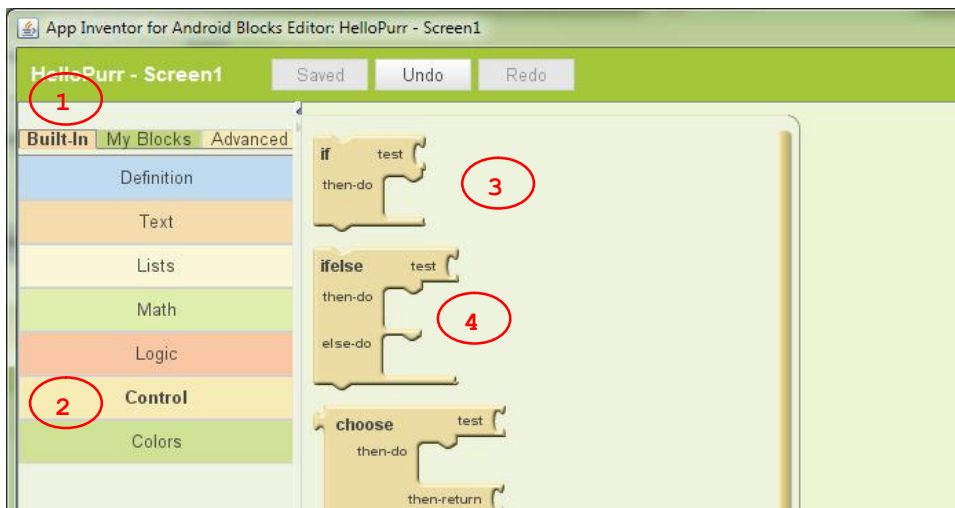 App Inventor for Android Blocks Editor: HelloPurr - Screen1
HelloPurr - Screen1 Saved Undo Redo
1
Built-In My Blocks Advanced
Definition
Text
Lists
Math
Logic
2 Control
Colors
if test
then-do
3
ifelse test
then-do
4
else-do
choose test
then-do
then-return